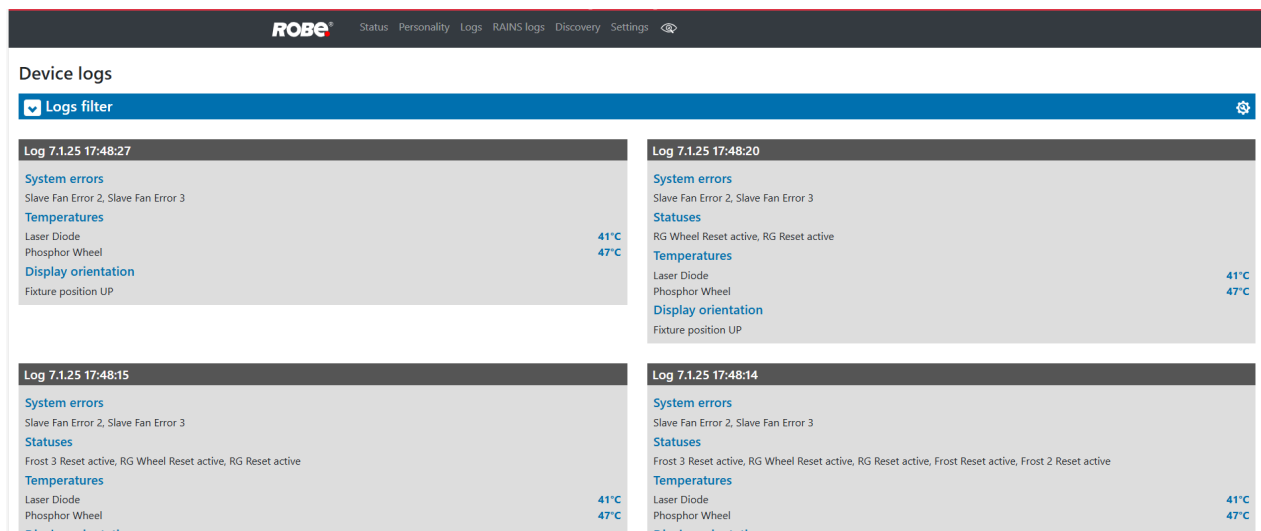 ROBE® Status Personality Logs RAINS logs Discovery Settings
Device logs
Logs filter
Log 7.1.25 17:48:27
System errors
Slave Fan Error 2, Slave Fan Error 3
Temperatures
Laser Diode 41°C
Phosphor Wheel 47°C
Display orientation
Fixture position UP
Log 7.1.25 17:48:20
System errors
Slave Fan Error 2, Slave Fan Error 3
Statuses
RG Wheel Reset active, RG Reset active
Temperatures
Laser Diode 41°C
Phosphor Wheel 47°C
Display orientation
Fixture position UP
Log 7.1.25 17:48:15
System errors
Slave Fan Error 2, Slave Fan Error 3
Statuses
Frost 3 Reset active, RG Wheel Reset active, RG Reset active
Temperatures
Laser Diode 41°C
Phosphor Wheel 47°C
Log 7.1.25 17:48:14
System errors
Slave Fan Error 2, Slave Fan Error 3
Statuses
Frost 3 Reset active, RG Wheel Reset active, RG Reset active, Frost Reset active, Frost 2 Reset active
Temperatures
Laser Diode 41°C
Phosphor Wheel 47°C